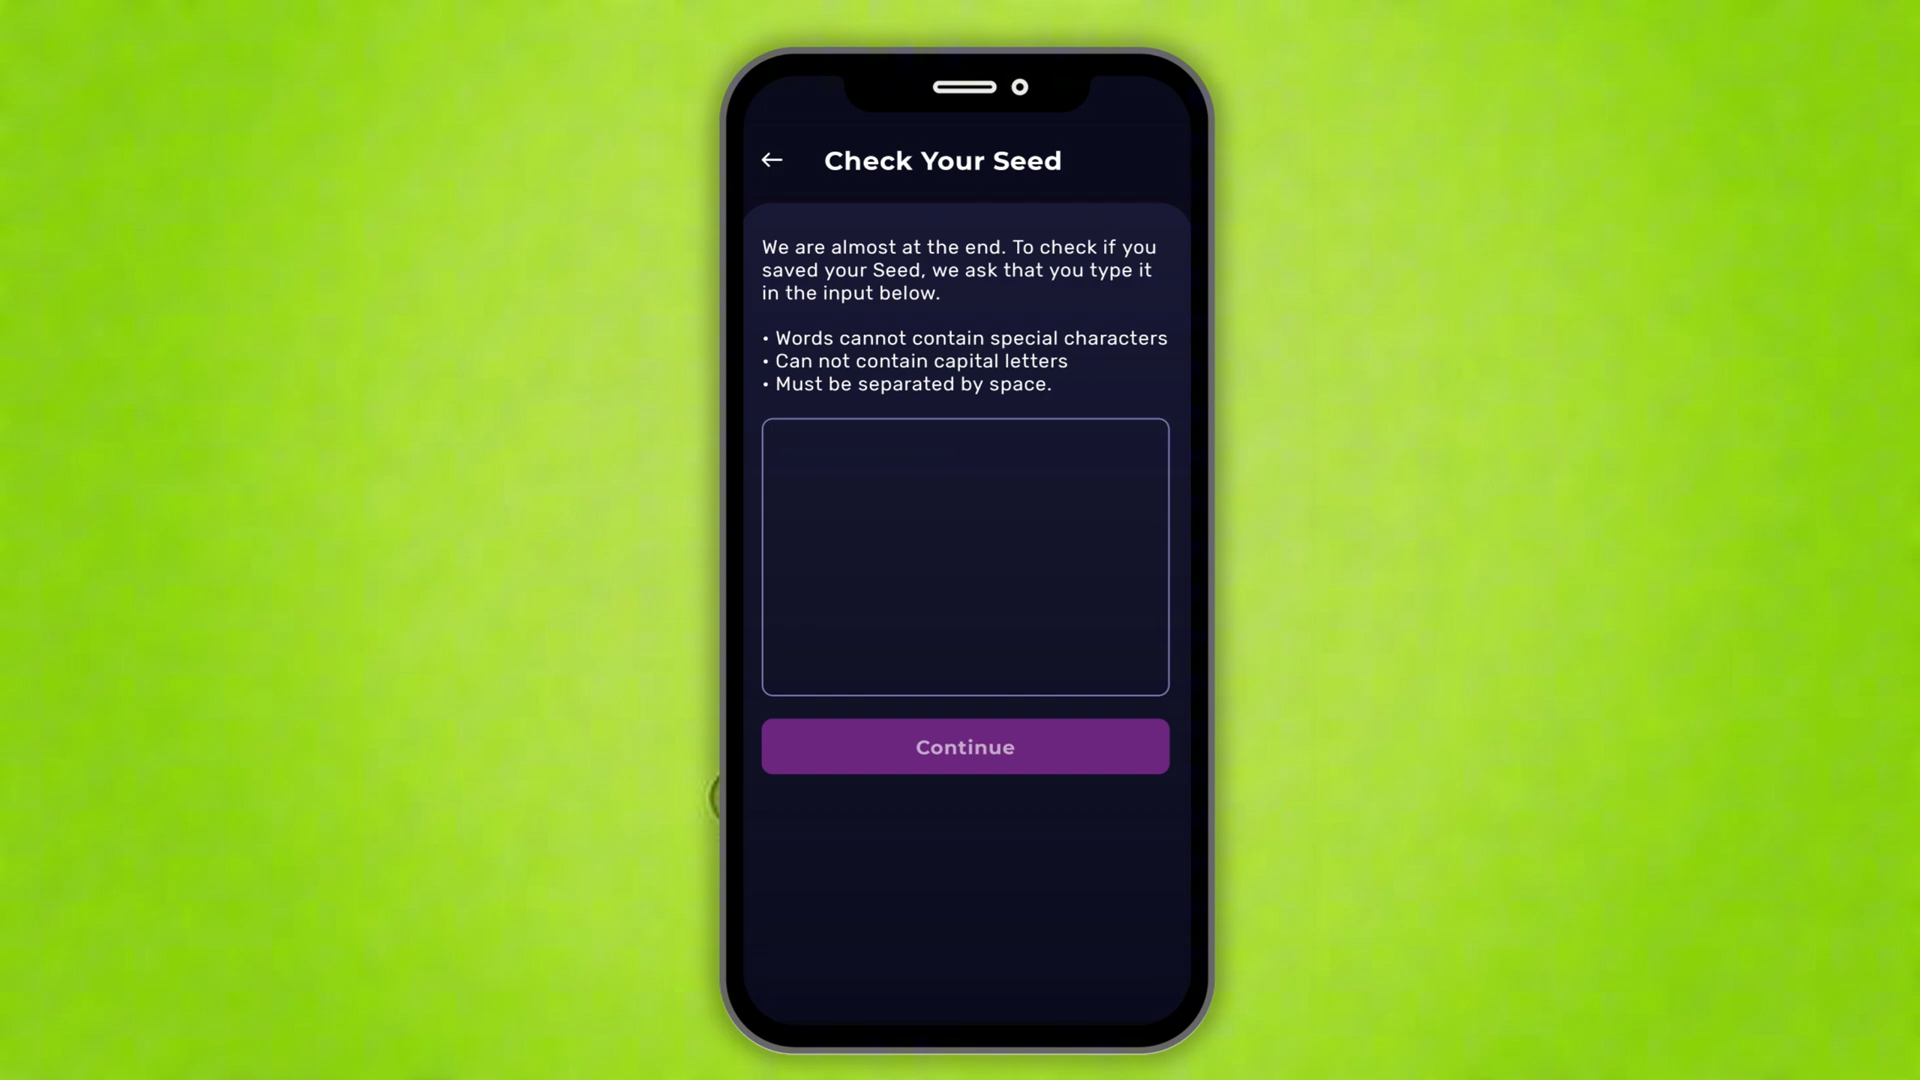 Check Your Seed
We are almost at the end. To check if you
saved your Seed, we ask that you type it
in the input below.
• Words cannot contain special characters
• Can not contain capital letters
• Must be separated by space.
Continue